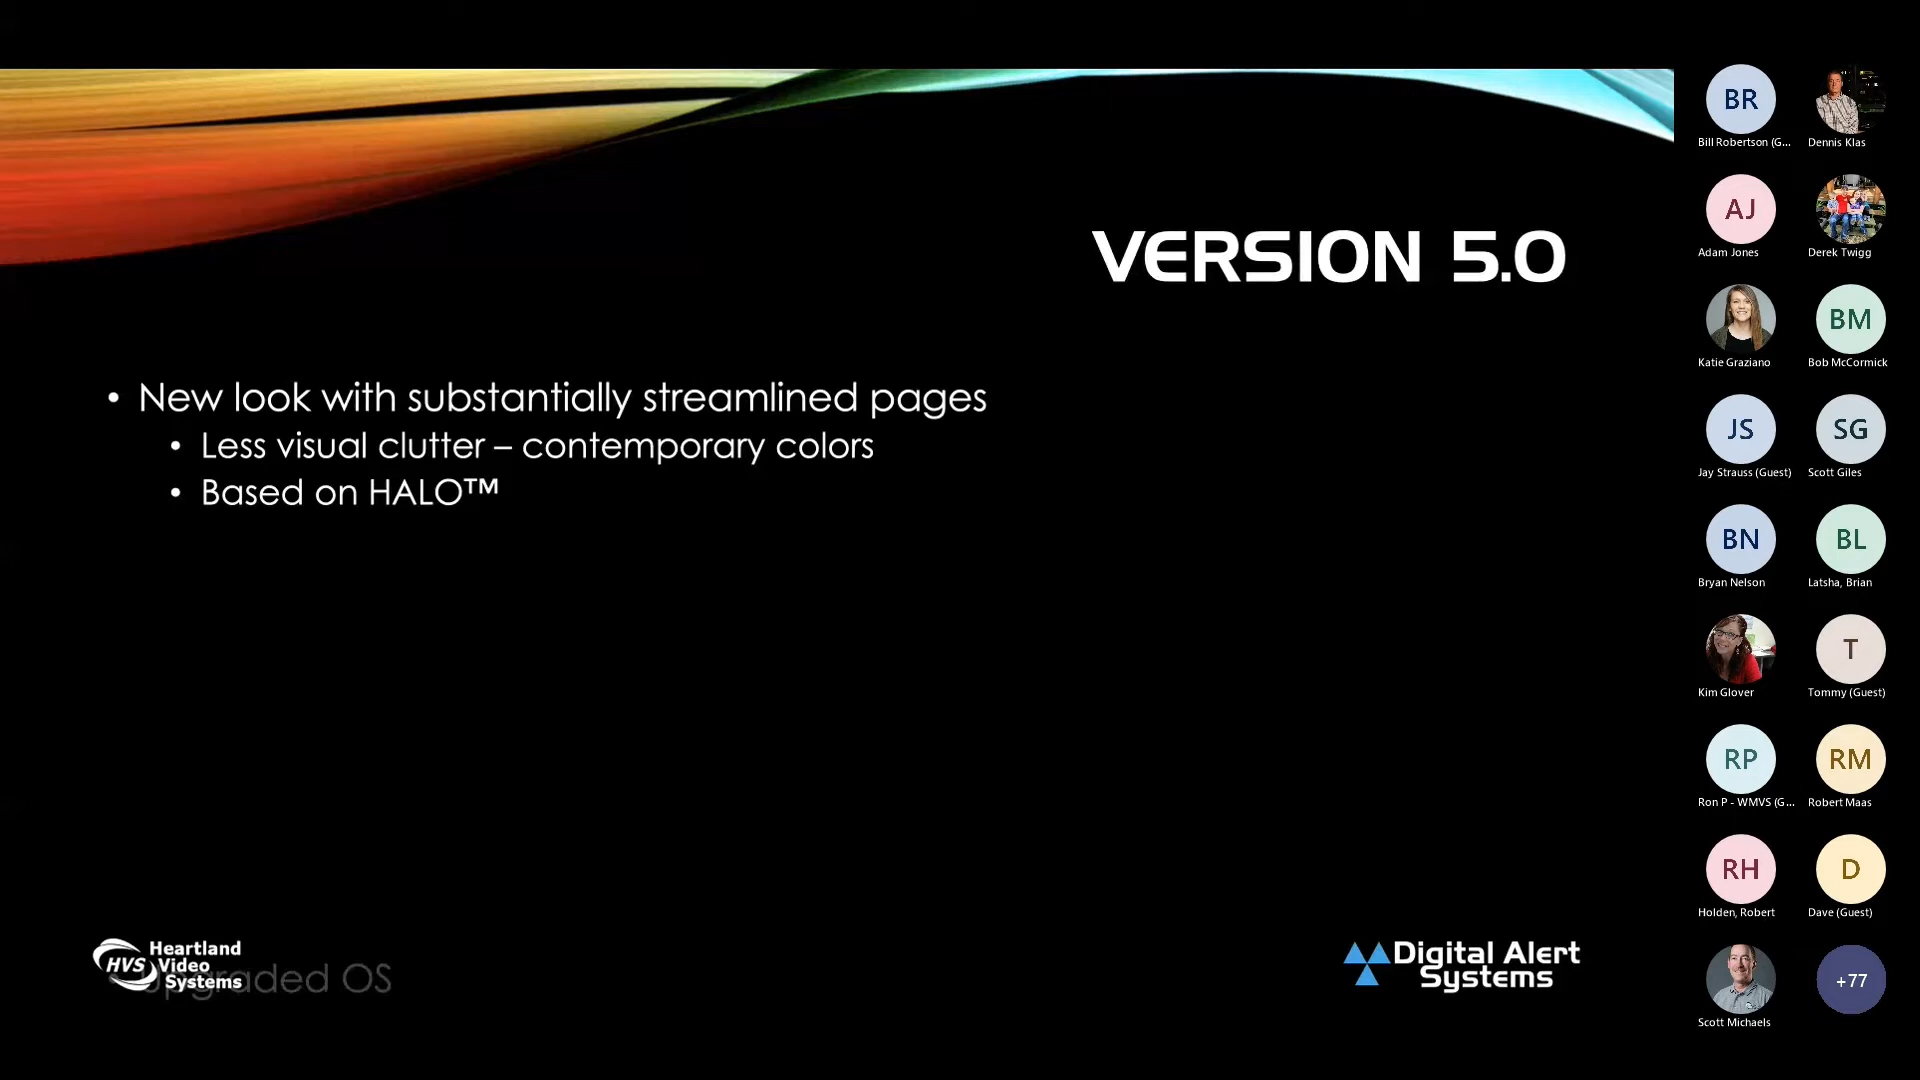 VERSION 5.0
• New look with substantially streamlined pages
• Less visual clutter – contemporary colors
• Based on HALO™
Upgraded OS
HVS Heartland
Video
Systems
Digital Alert
Systems
BR
Bill Robertson (G...
Dennis Klas
AJ
Adam Jones
Derek Twigg
Katie Graziano
BM
Bob McCormick
JS
Jay Strauss (Guest)
SG
Scott Giles
BN
Bryan Nelson
BL
Latsha, Brian
Kim Glover
T
Tommy (Guest)
RP
Ron P - WMVS (G...
RM
Robert Maas
RH
Holden, Robert
D
Dave (Guest)
Scott Michaels
+77